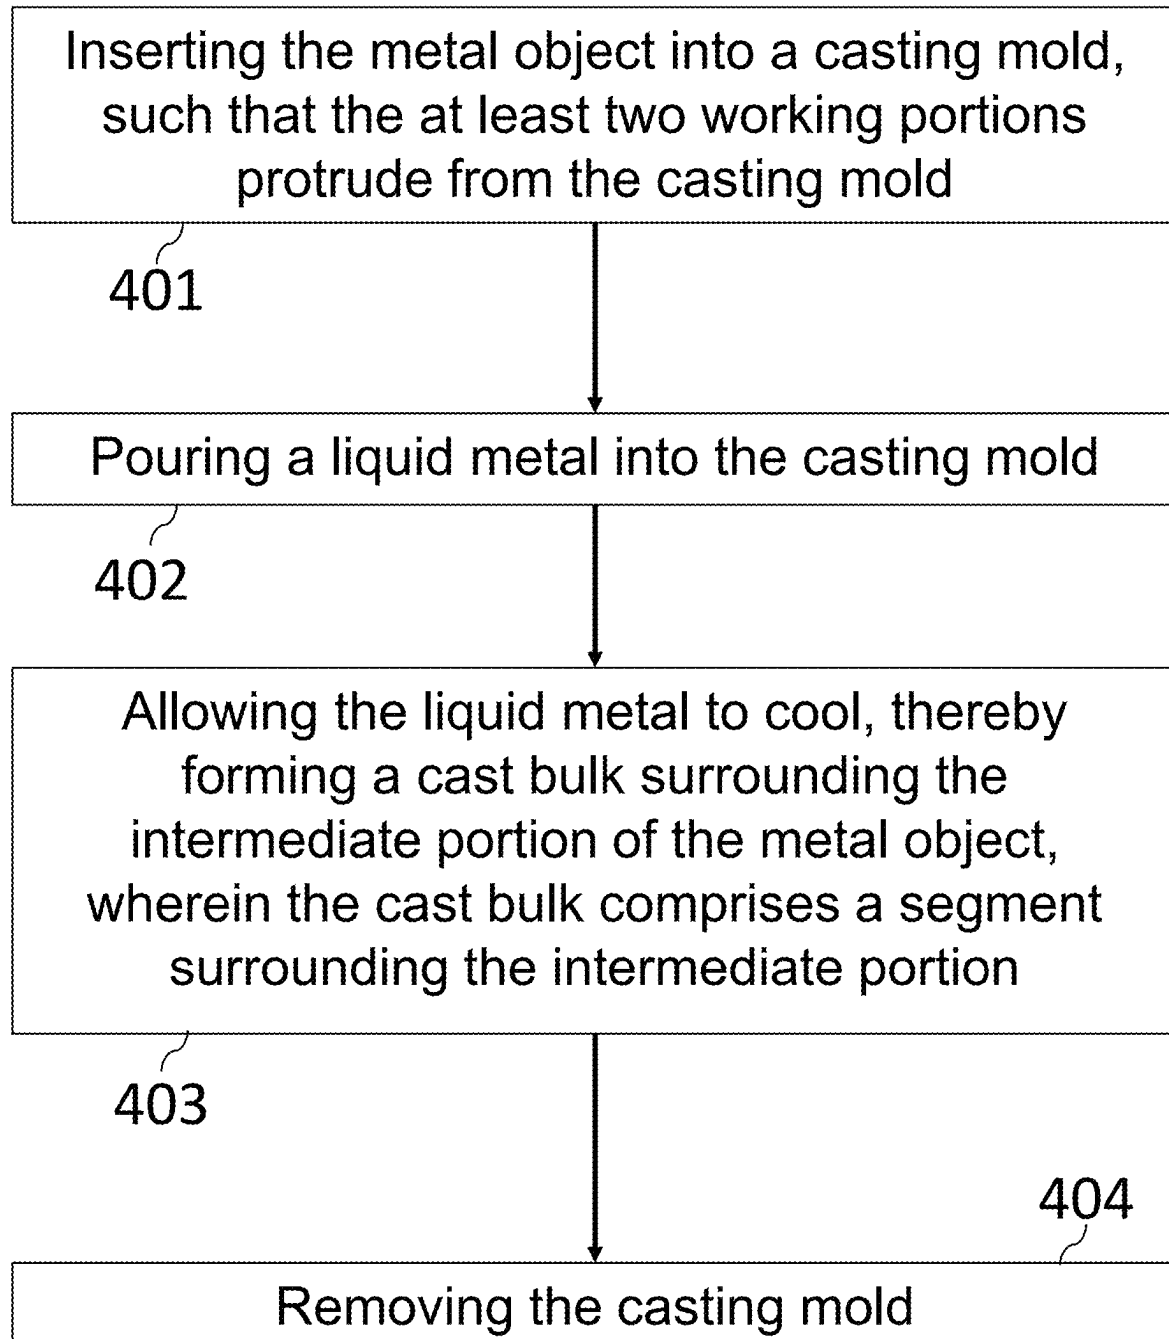 Inserting the metal object into a casting mold,
such that the at least two working portions
protrude from the casting mold
401
Pouring a liquid metal into the casting mold
402
Allowing the liquid metal to cool, thereby
forming a cast bulk surrounding the
intermediate portion of the metal object,
wherein the cast bulk comprises a segment
surrounding the intermediate portion
403
404
Removing the casting mold